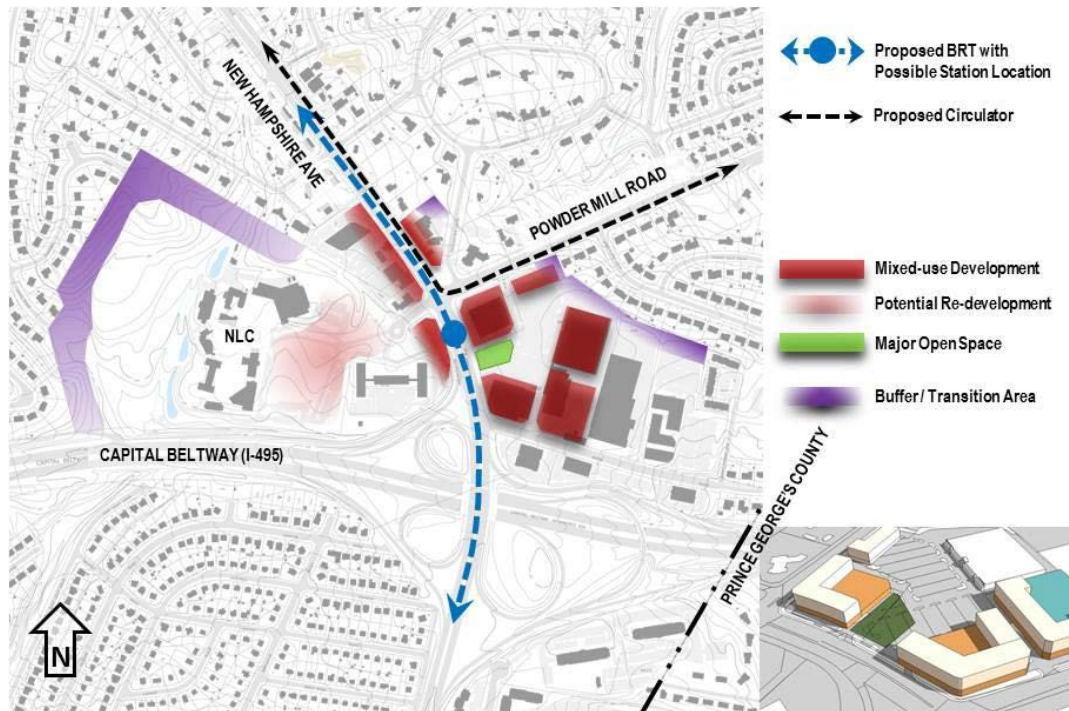 NEW HAMPSHIRE AVE
POWDER MILL ROAD
NLC
CAPITAL BELTWAY (I-495)
PRINCE GEORGE'S COUNTY
N
Proposed BRT with
Possible Station Location
Proposed Circulator
Mixed-use Development
Potential Re-development
Major Open Space
Buffer / Transition Area